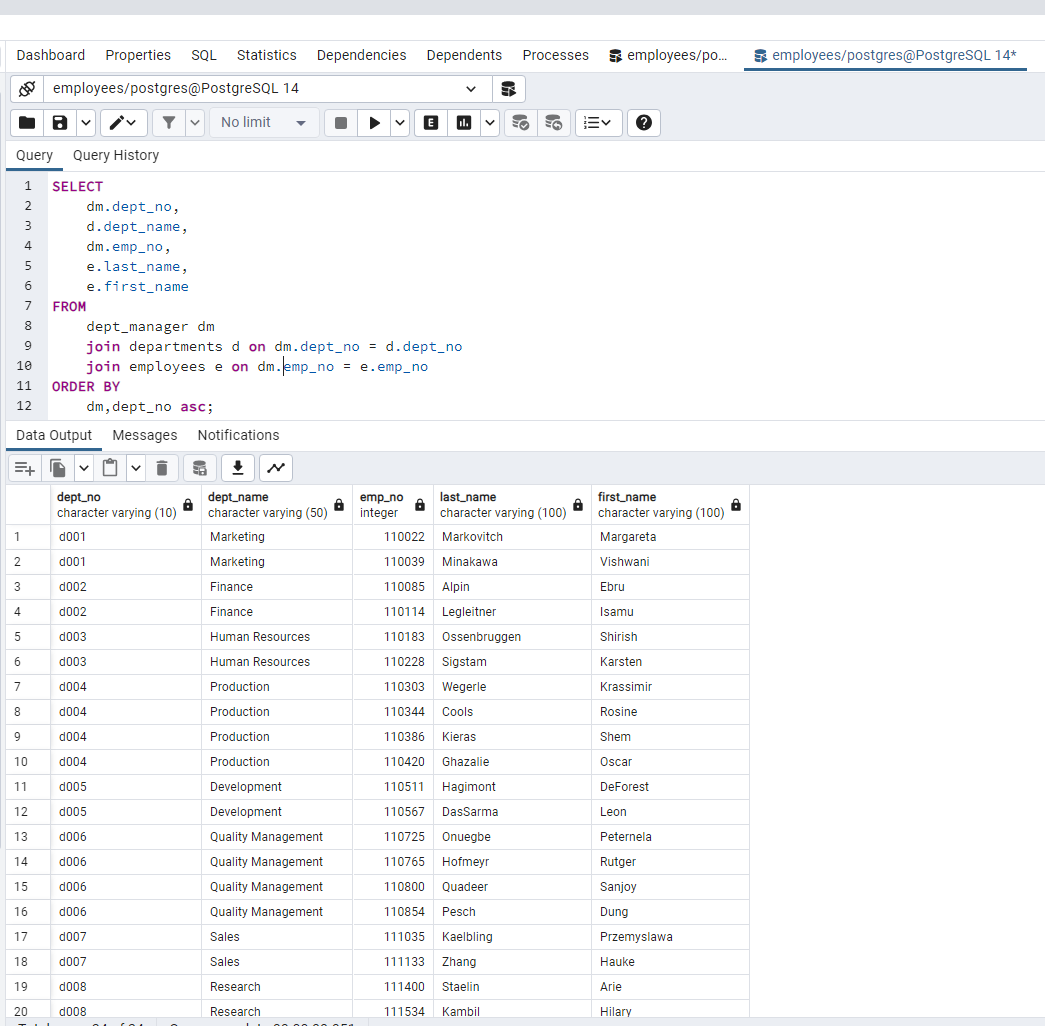 Dashboard Properties SQL Statistics Dependencies Dependents Processes employees/po... employees/postgres@PostgreSQL 14*
employees/postgres@PostgreSQL 14
No limit E
Query Query History
1 SELECT
2 dm.dept_no,
3 d.dept_name,
4 dm.emp_no,
5 e.last_name,
6 e.first_name
7 FROM
8 dept_manager dm
9 join departments d on dm.dept_no = d.dept_no
10 join employees e on dm.emp_no = e.emp_no
11 ORDER BY
12 dm,dept_no asc;
Data Output Messages Notifications
dept_no dept_name emp_no last_name first_name
character varying (10) character varying (50) integer character varying (100) character varying (100)
1 d001 Marketing 110022 Markovitch Margareta
2 d001 Marketing 110039 Minakawa Vishwani
3 d002 Finance 110085 Alpin Ebru
4 d002 Finance 110114 Legleitner Isamu
5 d003 Human Resources 110183 Ossenbruggen Shirish
6 d003 Human Resources 110228 Sigstam Karsten
7 d004 Production 110303 Wegerle Krassimir
8 d004 Production 110344 Cools Rosine
9 d004 Production 110386 Kieras Shem
10 d004 Production 110420 Ghazalie Oscar
11 d005 Development 110511 Hagimont DeForest
12 d005 Development 110567 DasSarma Leon
13 d006 Quality Management 110725 Onuegbe Peternela
14 d006 Quality Management 110765 Hofmeyr Rutger
15 d006 Quality Management 110800 Quadeer Sanjoy
16 d006 Quality Management 110854 Pesch Dung
17 d007 Sales 111035 Kaelbling Przemyslawa
18 d007 Sales 111133 Zhang Hauke
19 d008 Research 111400 Staelin Arie
20 d008 Research 111534 Kambil Hilary